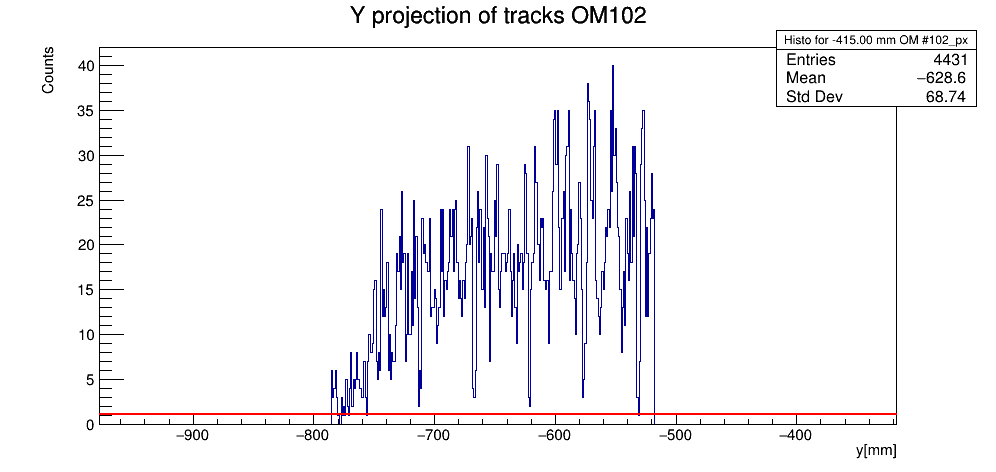 Y projection of tracks OM102
Histo for -415.00 mm OM #102_px
Entries 4431
Mean −628.6
Std Dev 68.74
Counts
40
35
30
25
20
15
10
5
0
−900 −800 −700 −600 −500 −400
y[mm]